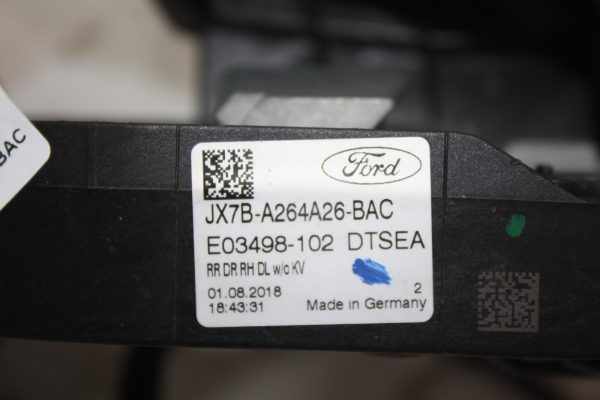 BAC
Ford
JX7B-A264A26-BAC
E03498-102 DTSEA
RR DR RH DL w/o KV
01.08.2018 2
18:43:31 Made in Germany